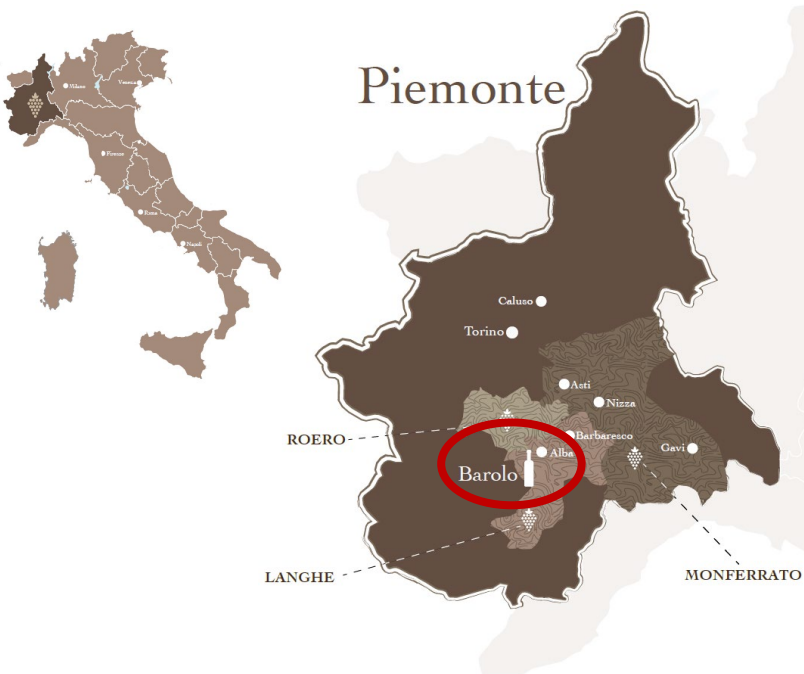 Piemonte
Milano
Venezia
Firenze
Roma
Napoli
Caluso
Torino
Asti
Nizza
ROERO
Barbaresco
Alba
Gavi
Barolo
LANGHE
MONFERRATO